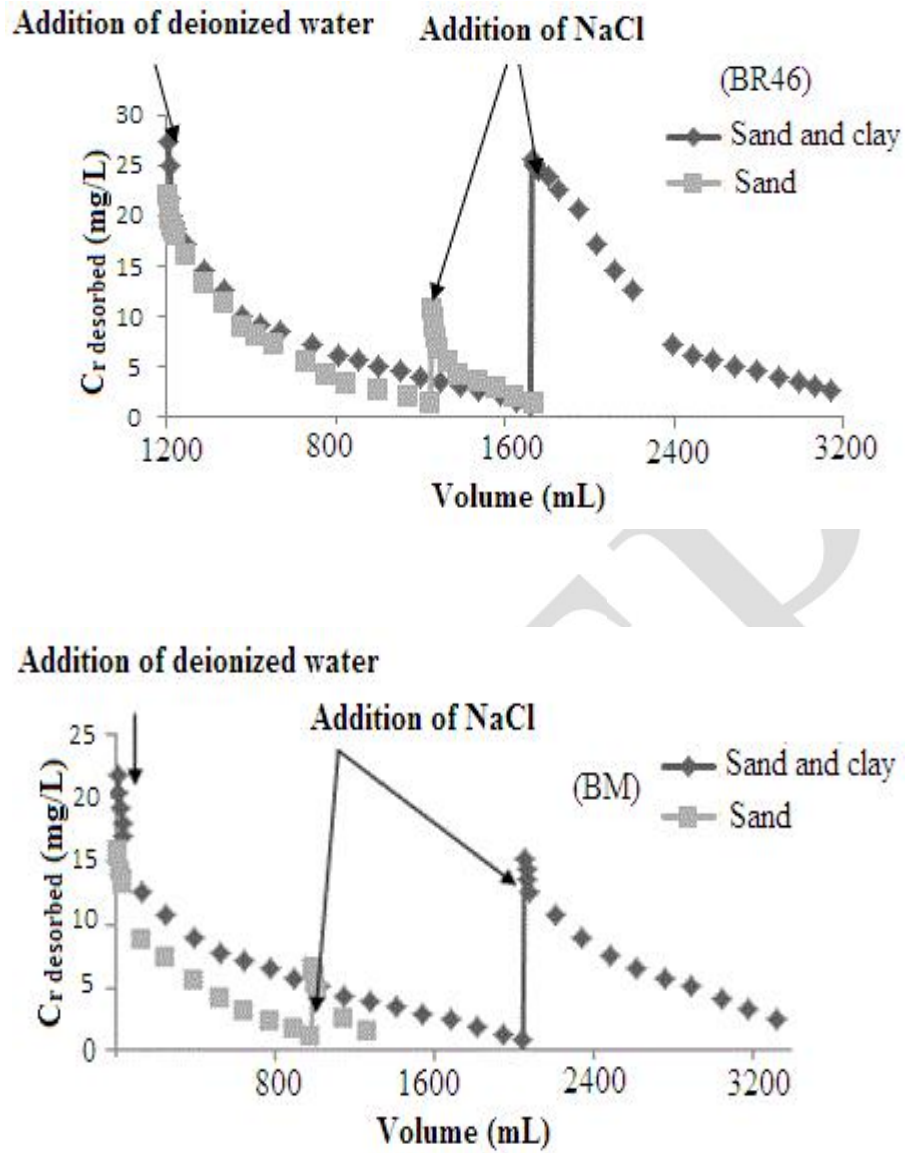 Addition of deionized water
Addition of NaCl
(BR46)
Sand and clay
Sand
Cr desorbed (mg/L)
30
25
20
15
10
5
0
1200 800 1600 2400 3200
Volume (mL)
Addition of deionized water
Addition of NaCl
(BM)
Sand and clay
Sand
Cr desorbed (mg/L)
25
20
15
10
5
0
800 1600 2400 3200
Volume (mL)